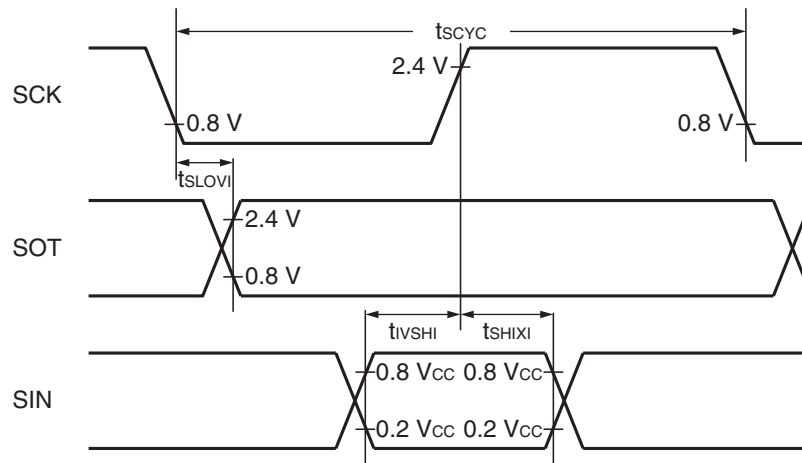 tSCYC
SCK
2.4 V
0.8 V
0.8 V
tSLOVI
SOT
2.4 V
0.8 V
tIVSHI
tSHIXI
SIN
0.8 VCC
0.8 VCC
0.2 VCC
0.2 VCC